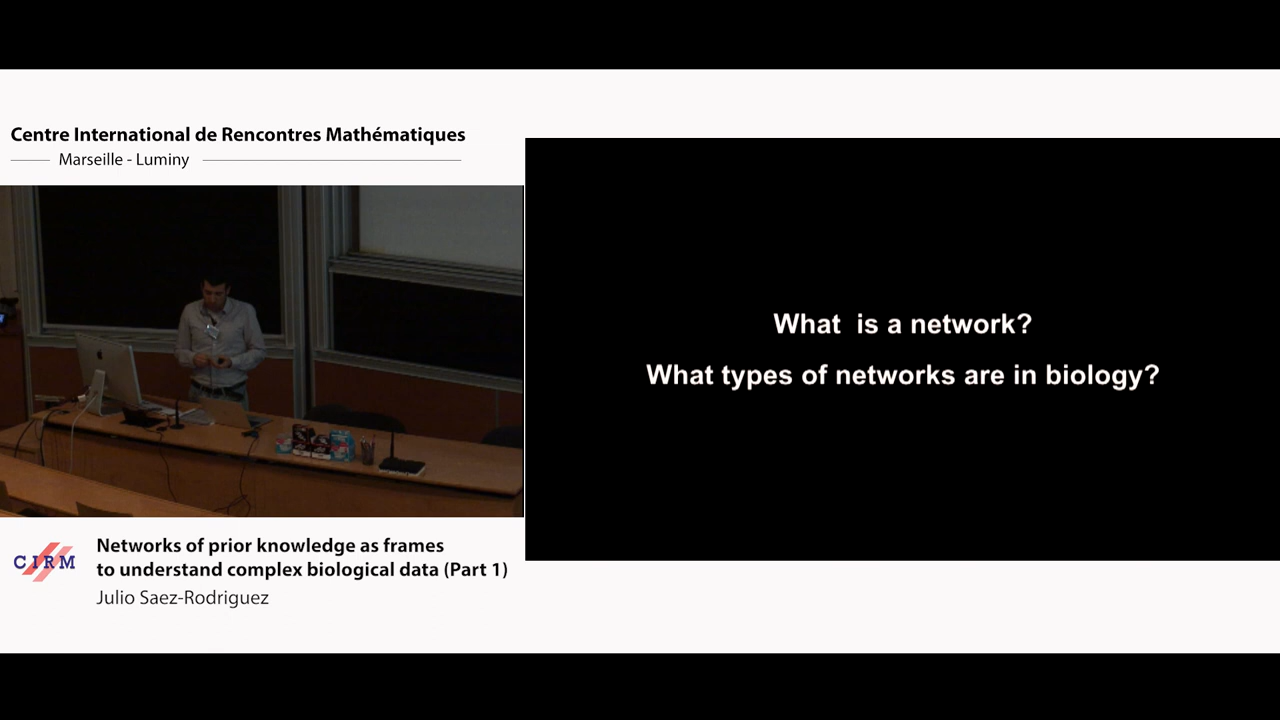 Centre International de Rencontres Mathématiques
Marseille - Luminy
What is a network?
What types of networks are in biology?
CIRM
Networks of prior knowledge as frames
to understand complex biological data (Part 1)
Julio Saez-Rodriguez